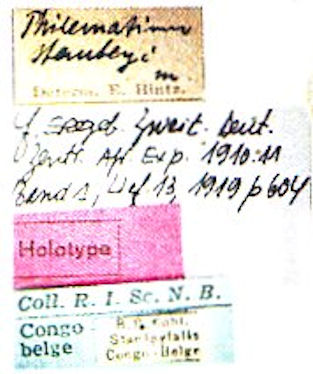 Philematium
stanleyi
m.
Determ. E. Hintz.
cf. Ergeb. Zweit. Deut.
Zentr. Afr. Exp. 1910-11
Band 1, Lief 13, 1919 p 604
Holotype
Coll. R. I. Sc. N. B.
Congo
belge
R. P. Kohl.
Stanleyfalls
Congo-Belge